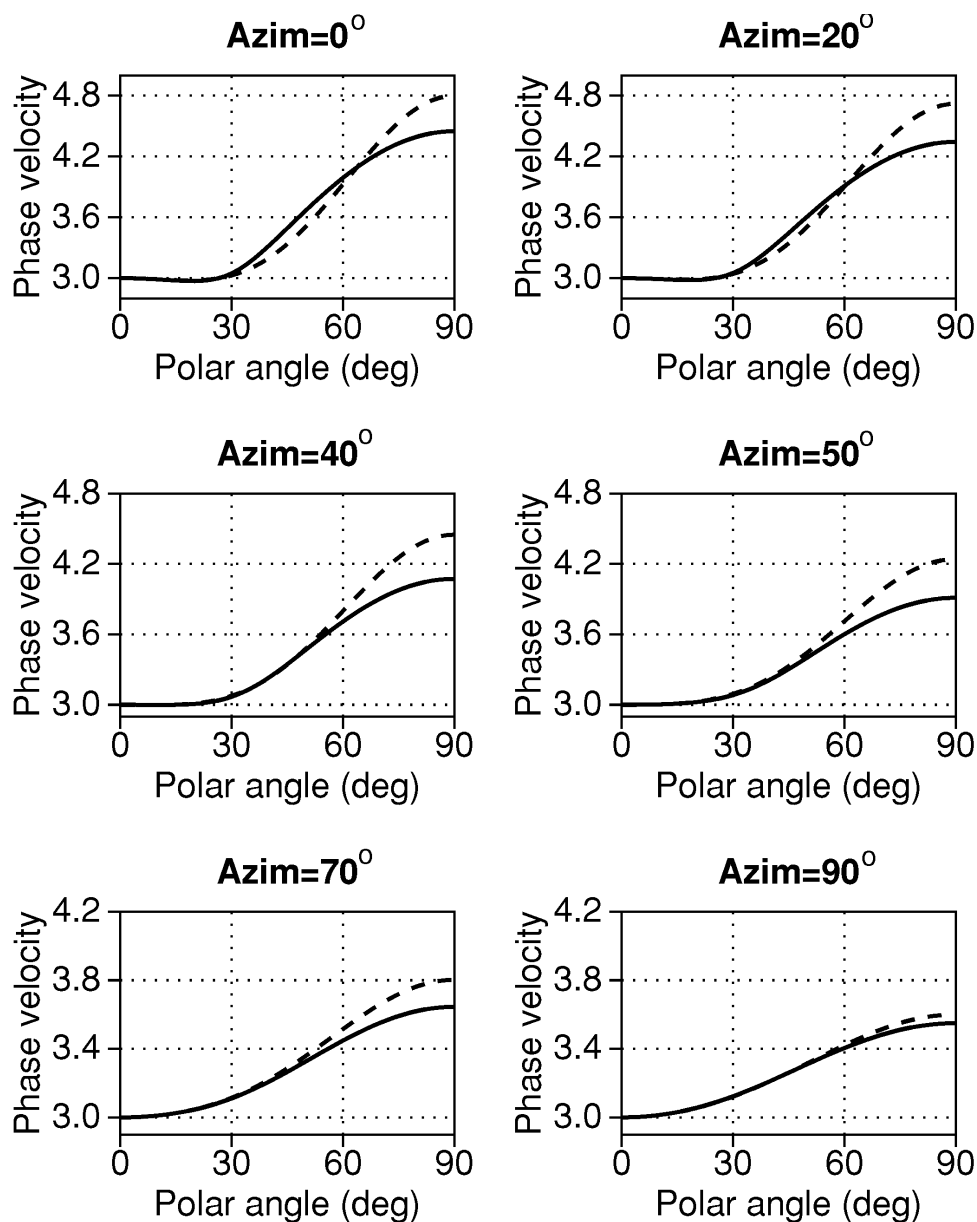 Azim=0°
Phase velocity
4.8
4.2
3.6
3.0
0 30 60 90
Polar angle (deg)
Azim=20°
Phase velocity
4.8
4.2
3.6
3.0
0 30 60 90
Polar angle (deg)
Azim=40°
Phase velocity
4.8
4.2
3.6
3.0
0 30 60 90
Polar angle (deg)
Azim=50°
Phase velocity
4.8
4.2
3.6
3.0
0 30 60 90
Polar angle (deg)
Azim=70°
Phase velocity
4.2
3.8
3.4
3.0
0 30 60 90
Polar angle (deg)
Azim=90°
Phase velocity
4.2
3.8
3.4
3.0
0 30 60 90
Polar angle (deg)